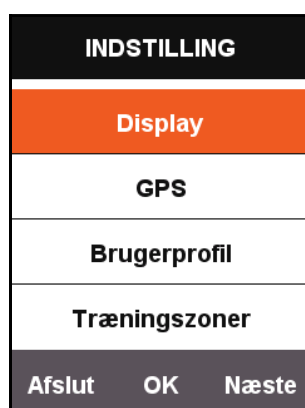 INDSTILLING
Display
GPS
Brugerprofil
Træningszoner
Afslut OK Næste